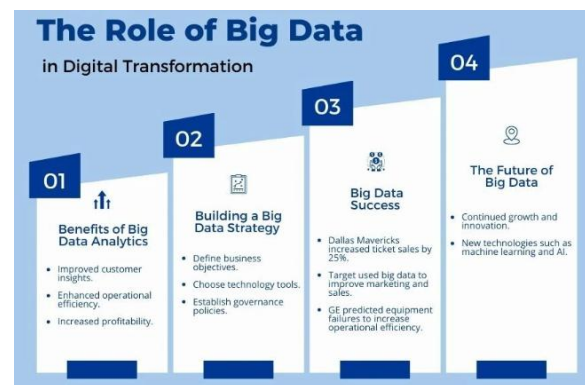 The Role of Big Data
in Digital Transformation
01
Benefits of Big
Data Analytics
• Improved customer
insights.
• Enhanced operational
efficiency.
• Increased profitability.
02
Building a Big
Data Strategy
• Define business
objectives.
• Choose technology tools.
• Establish governance
policies.
03
Big Data
Success
• Dallas Mavericks
increased ticket sales by
25%.
• Target used big data to
improve marketing and
sales.
• GE predicted equipment
failures to increase
operational efficiency.
04
The Future of
Big Data
• Continued growth and
innovation.
• New technologies such as
machine learning and AI.